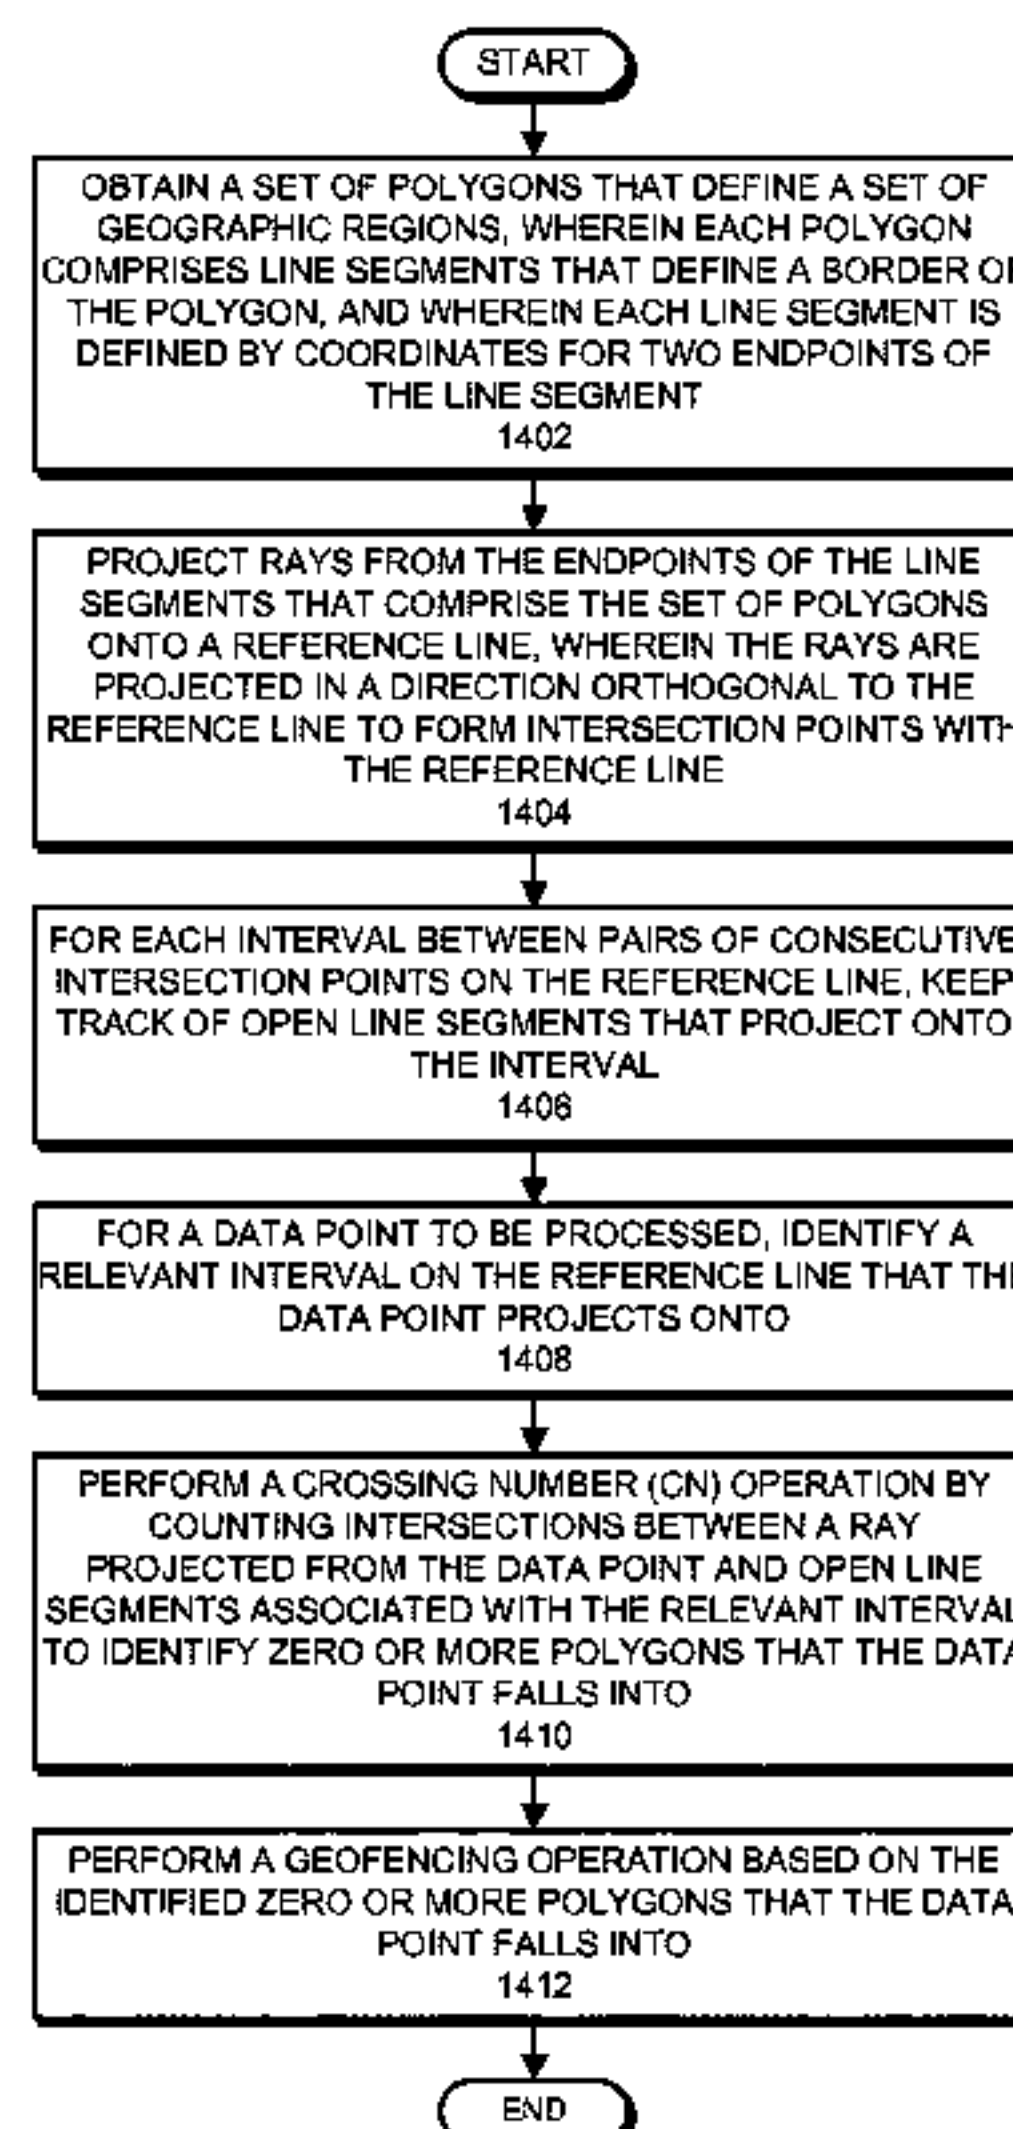 START
OBTAIN A SET OF POLYGONS THAT DEFINE A SET OF
GEOGRAPHIC REGIONS, WHEREIN EACH POLYGON
COMPRISES LINE SEGMENTS THAT DEFINE A BORDER OF
THE POLYGON, AND WHEREIN EACH LINE SEGMENT IS
DEFINED BY COORDINATES FOR TWO ENDPOINTS OF
THE LINE SEGMENT
1402
PROJECT RAYS FROM THE ENDPOINTS OF THE LINE
SEGMENTS THAT COMPRISE THE SET OF POLYGONS
ONTO A REFERENCE LINE, WHEREIN THE RAYS ARE
PROJECTED IN A DIRECTION ORTHOGONAL TO THE
REFERENCE LINE TO FORM INTERSECTION POINTS WITH
THE REFERENCE LINE
1404
FOR EACH INTERVAL BETWEEN PAIRS OF CONSECUTIVE
INTERSECTION POINTS ON THE REFERENCE LINE, KEEP
TRACK OF OPEN LINE SEGMENTS THAT PROJECT ONTO
THE INTERVAL
1406
FOR A DATA POINT TO BE PROCESSED, IDENTIFY A
RELEVANT INTERVAL ON THE REFERENCE LINE THAT THE
DATA POINT PROJECTS ONTO
1408
PERFORM A CROSSING NUMBER (CN) OPERATION BY
COUNTING INTERSECTIONS BETWEEN A RAY
PROJECTED FROM THE DATA POINT AND OPEN LINE
SEGMENTS ASSOCIATED WITH THE RELEVANT INTERVAL
TO IDENTIFY ZERO OR MORE POLYGONS THAT THE DATA
POINT FALLS INTO
1410
PERFORM A GEOFENCING OPERATION BASED ON THE
IDENTIFIED ZERO OR MORE POLYGONS THAT THE DATA
POINT FALLS INTO
1412
END